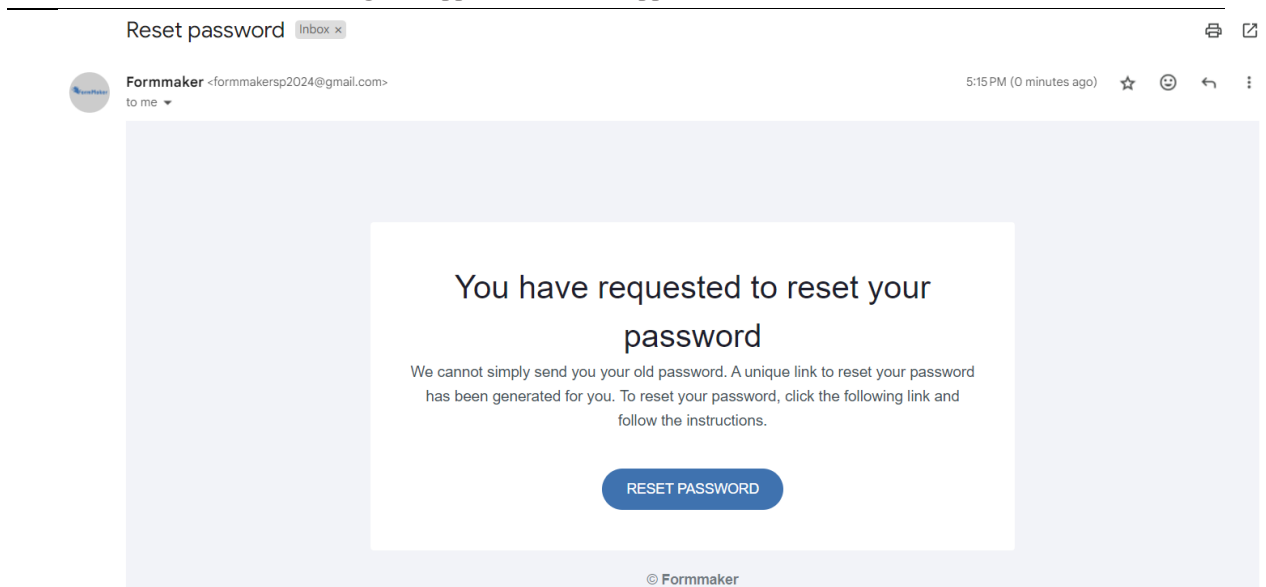 Reset password Inbox ×
Formmaker <formmakersp2024@gmail.com> 5:15 PM (0 minutes ago)
to me
You have requested to reset your
password
We cannot simply send you your old password. A unique link to reset your password
has been generated for you. To reset your password, click the following link and
follow the instructions.
RESET PASSWORD
© Formmaker